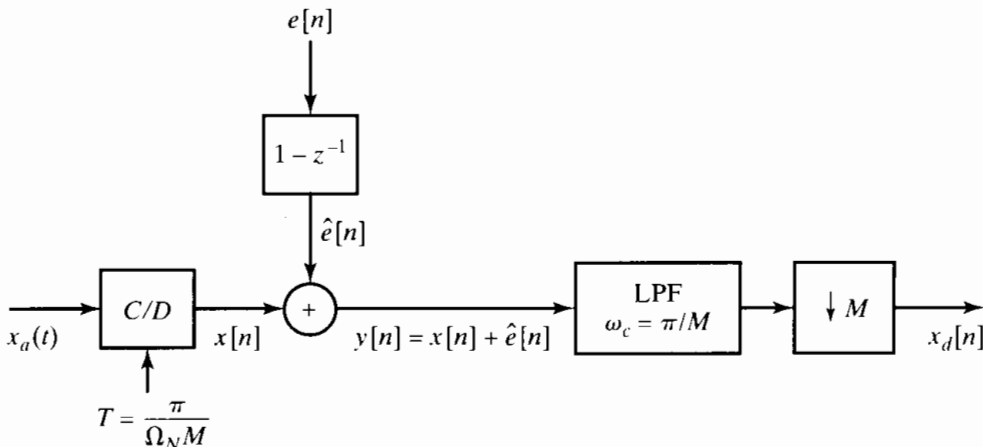 e[n]
1 − z⁻¹
ê[n]
C/D
+
LPF
ω_c = π/M
↓ M
x_a(t)
x[n]
y[n] = x[n] + ê[n]
x_d[n]
T = π/(Ω_N M)